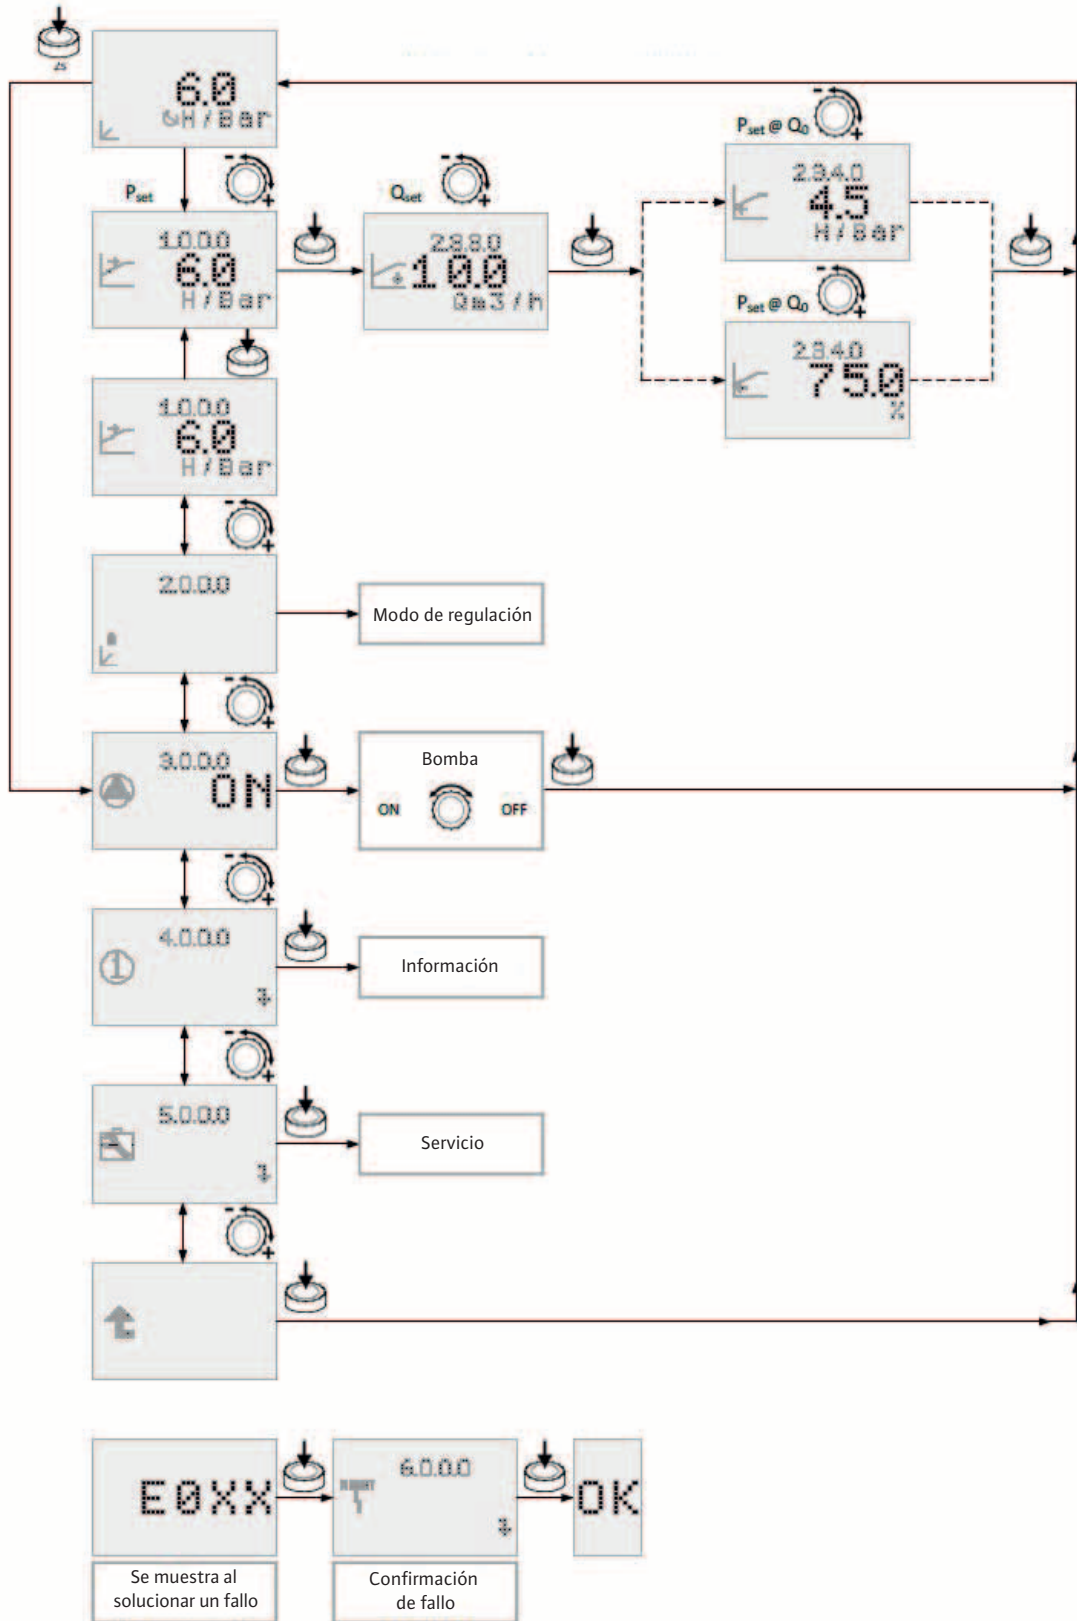 2s
6.0
H/Bar
Pset
1.0.0.0
6.0
H/Bar
Qset
2.3.3.0
10.0
Qm3/h
Pset @ Q0
2.3.4.0
4.5
H/Bar
Pset @ Q0
2.3.4.0
75.0
%
1.0.0.0
6.0
H/Bar
2.0.0.0
Modo de regulación
3.0.0.0
ON
Bomba
ON OFF
4.0.0.0
1
Información
5.0.0.0
Servicio
E0XX
6.0.0.0
OK
Se muestra al
solucionar un fallo
Confirmación
de fallo